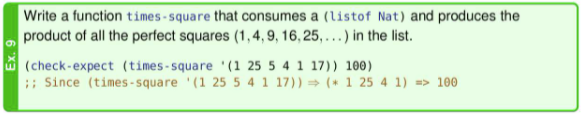 Ex. 9
Write a function times-square that consumes a (listof Nat) and produces the
product of all the perfect squares (1, 4, 9, 16, 25, . . . ) in the list.
(check-expect (times-square '(1 25 5 4 1 17)) 100)
;; Since (times-square '(1 25 5 4 1 17)) ⇒ (* 1 25 4 1) => 100